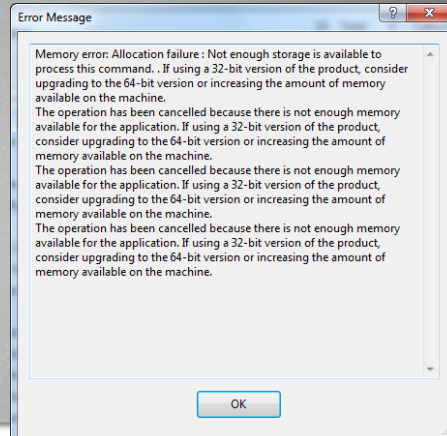 Error Message
Memory error: Allocation failure : Not enough storage is available to
process this command. . If using a 32-bit version of the product, consider
upgrading to the 64-bit version or increasing the amount of memory
available on the machine.
The operation has been cancelled because there is not enough memory
available for the application. If using a 32-bit version of the product,
consider upgrading to the 64-bit version or increasing the amount of
memory available on the machine.
The operation has been cancelled because there is not enough memory
available for the application. If using a 32-bit version of the product,
consider upgrading to the 64-bit version or increasing the amount of
memory available on the machine.
The operation has been cancelled because there is not enough memory
available for the application. If using a 32-bit version of the product,
consider upgrading to the 64-bit version or increasing the amount of
memory available on the machine.
OK